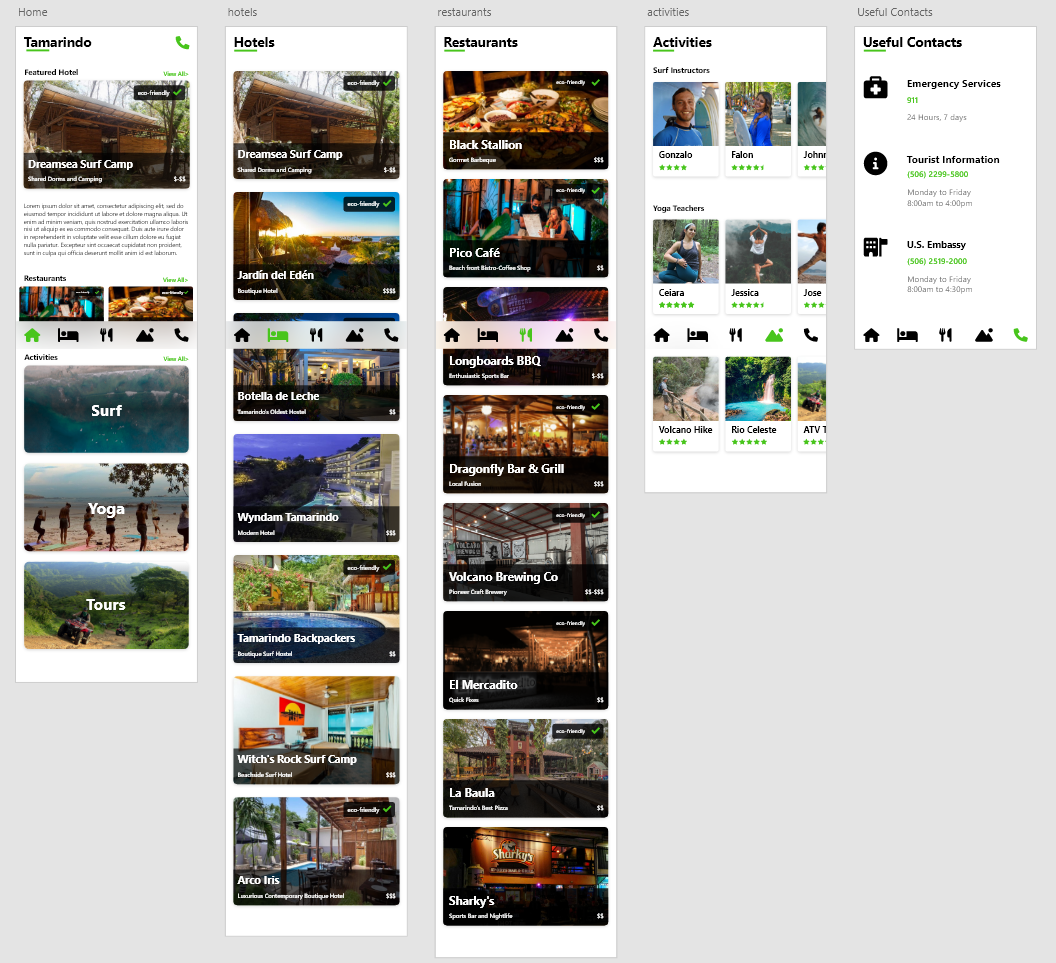 Home
Tamarindo
Featured Hotel
View All>
eco-friendly
Dreamsea Surf Camp
Shared Dorms and Camping
$-$$
Lorem ipsum dolor sit amet, consectetur adipiscing elit, sed do
eiusmod tempor incididunt ut labore et dolore magna aliqua. Ut
enim ad minim veniam, quis nostrud exercitation ullamco laboris
nisi ut aliquip ex ea commodo consequat. Duis aute irure dolor
in reprehenderit in voluptate velit esse cillum dolore eu fugiat
nulla pariatur. Excepteur sint occaecat cupidatat non proident,
sunt in culpa qui officia deserunt mollit anim id est laborum.
Restaurants
View All>
eco-friendly
eco-friendly
Activities
View All>
Surf
Yoga
Tours
hotels
Hotels
eco-friendly
Dreamsea Surf Camp
Shared Dorms and Camping
$-$$
eco-friendly
Jardín del Edén
Boutique Hotel
$$$$
Botella de Leche
Tamarindo's Oldest Hostel
$$
Wyndam Tamarindo
Modern Hotel
$$$
eco-friendly
Tamarindo Backpackers
Boutique Surf Hostel
$$
Witch's Rock Surf Camp
Beachside Surf Hotel
$$$
eco-friendly
Arco Iris
Luxurious Contemporary Boutique Hotel
$$$
restaurants
Restaurants
eco-friendly
Black Stallion
Gormet Barbeque
$$$
eco-friendly
Pico Café
Beach front Bistro-Coffee Shop
$$
Longboards BBQ
Enthusiastic Sports Bar
$-$$
eco-friendly
Dragonfly Bar & Grill
Local Fusion
$$$
eco-friendly
VOLCANO
BREWING CO
Volcano Brewing Co
Pioneer Craft Brewery
$$-$$$
eco-friendly
El Mercadito
Quick Fixes
$$
eco-friendly
La Baula
Tamarindo's Best Pizza
$$
Sharky's
Sharky's
Sports Bar and Nightlife
$$
activities
Activities
Surf Instructors
Gonzalo
Falon
Johnn
Yoga Teachers
Ceiara
Jessica
Jose
Volcano Hike
Rio Celeste
ATV T
Useful Contacts
Useful Contacts
Emergency Services
911
24 Hours, 7 days
Tourist Information
(506) 2299-5800
Monday to Friday
8:00am to 4:00pm
U.S. Embassy
(506) 2519-2000
Monday to Friday
8:00am to 4:30pm